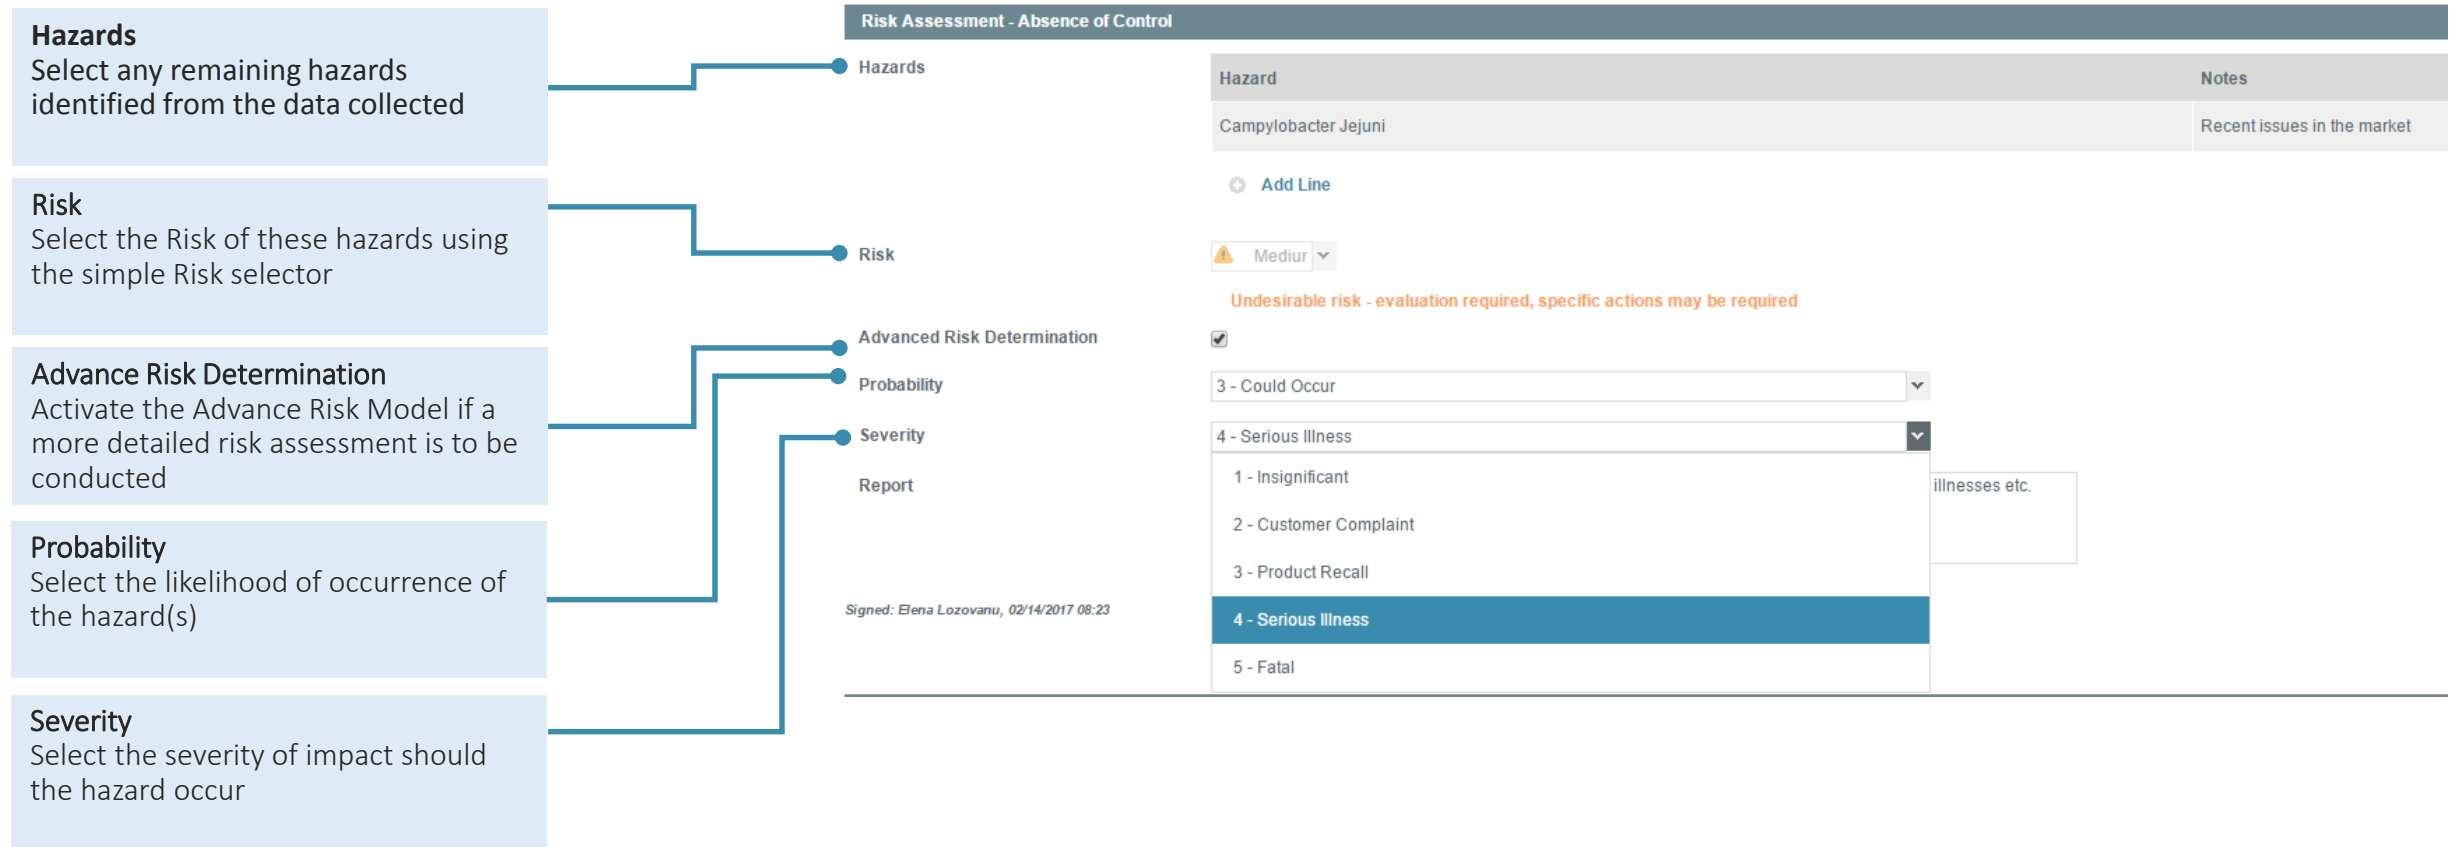 Hazards
Select any remaining hazards
identified from the data collected
Risk
Select the Risk of these hazards using
the simple Risk selector
Advance Risk Determination
Activate the Advance Risk Model if a
more detailed risk assessment is to be
conducted
Probability
Select the likelihood of occurrence of
the hazard(s)
Severity
Select the severity of impact should
the hazard occur
Risk Assessment - Absence of Control
Hazards
Hazard Notes
Campylobacter Jejuni Recent issues in the market
Add Line
Risk Mediur
Undesirable risk - evaluation required, specific actions may be required
Advanced Risk Determination
Probability 3 - Could Occur
Severity 4 - Serious Illness
1 - Insignificant
Report illnesses etc.
2 - Customer Complaint
3 - Product Recall
Signed: Elena Lozovanu, 02/14/2017 08:23
4 - Serious Illness
5 - Fatal